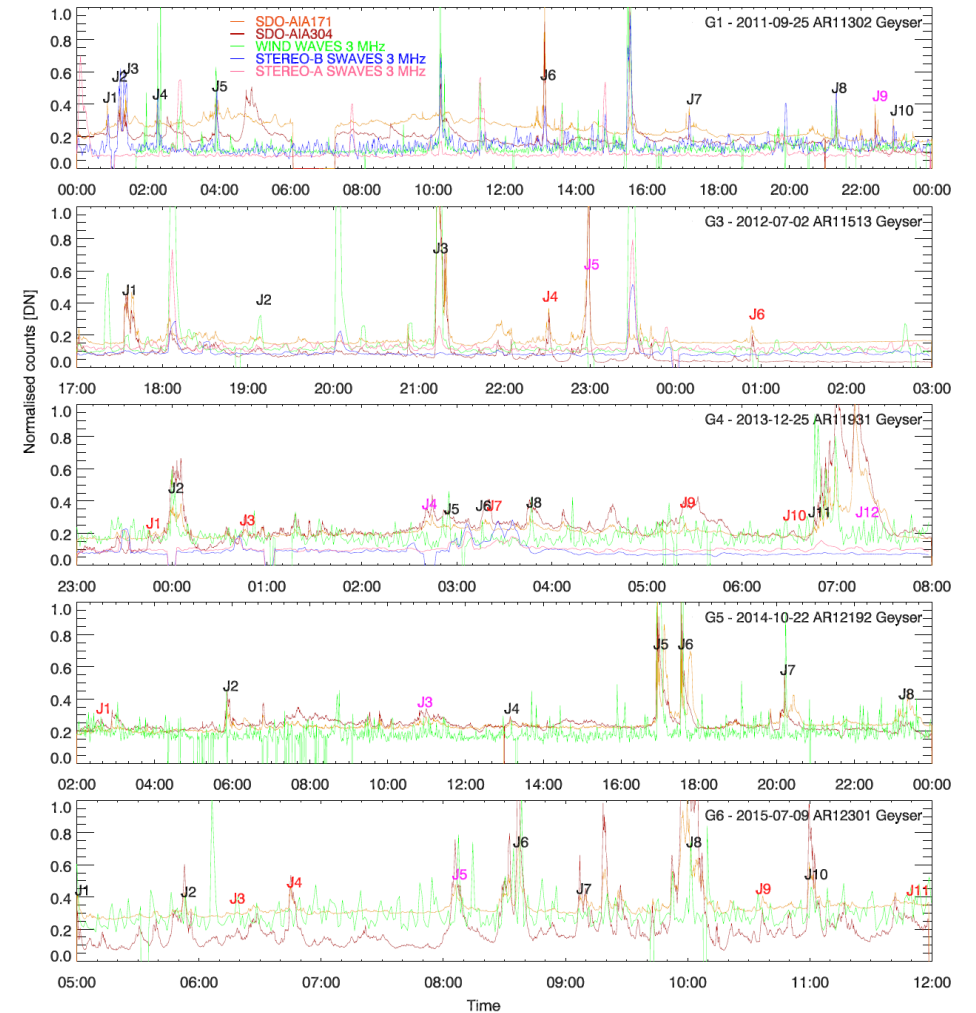 SDO-AIA171
SDO-AIA304
WIND WAVES 3 MHz
STEREO-B SWAVES 3 MHz
STEREO-A SWAVES 3 MHz
G1 - 2011-09-25 AR11302 Geyser
1.0
0.8
0.6
0.4
0.2
0.0
J1 J2 J3 J4 J5 J6 J7 J8 J9 J10
00:00 02:00 04:00 06:00 08:00 10:00 12:00 14:00 16:00 18:00 20:00 22:00 00:00
G3 - 2012-07-02 AR11513 Geyser
1.0
0.8
0.6
0.4
0.2
0.0
J1 J2 J3 J4 J5 J6
17:00 18:00 19:00 20:00 21:00 22:00 23:00 00:00 01:00 02:00 03:00
Normalised counts [DN]
G4 - 2013-12-25 AR11931 Geyser
1.0
0.8
0.6
0.4
0.2
0.0
J1 J2 J3 J4 J5 J6 J7 J8 J9 J10 J11 J12
23:00 00:00 01:00 02:00 03:00 04:00 05:00 06:00 07:00 08:00
G5 - 2014-10-22 AR12192 Geyser
1.0
0.8
0.6
0.4
0.2
0.0
J1 J2 J3 J4 J5 J6 J7 J8
02:00 04:00 06:00 08:00 10:00 12:00 14:00 16:00 18:00 20:00 22:00 00:00
G6 - 2015-07-09 AR12301 Geyser
1.0
0.8
0.6
0.4
0.2
0.0
J1 J2 J3 J4 J5 J6 J7 J8 J9 J10 J11
05:00 06:00 07:00 08:00 09:00 10:00 11:00 12:00
Time